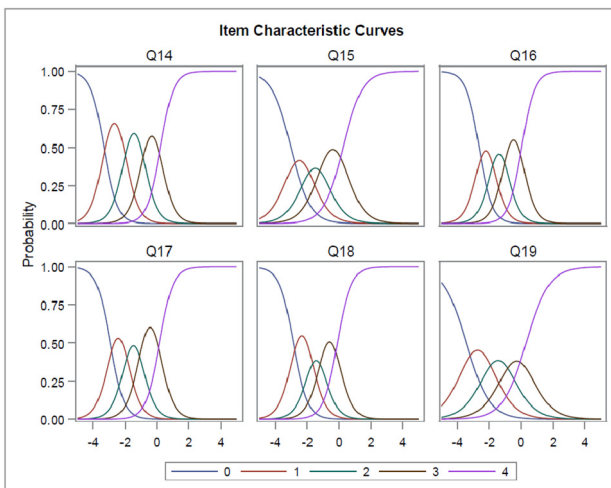 Item Characteristic Curves
Q14 Q15 Q16
1.00
0.75
0.50
0.25
0.00
Probability
Q17 Q18 Q19
1.00
0.75
0.50
0.25
0.00
-4 -2 0 2 4 -4 -2 0 2 4 -4 -2 0 2 4
0 1 2 3 4